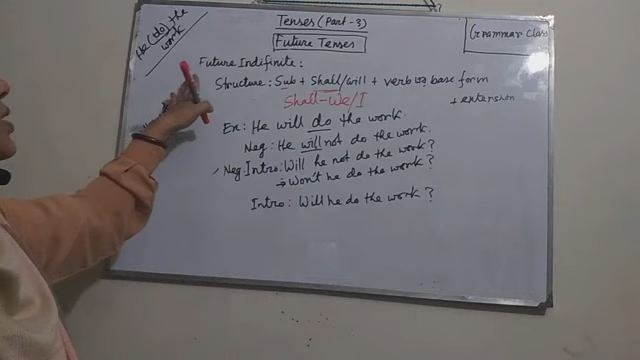 Tenses (Part-3)
Future Tenses
Grammar Class
He (do) the
work
Future Indefinite:
Structure: Sub + Shall/will + verb এর base form
+ extension
Shall-We/I
Ex: He will do the work.
Neg: He will not do the work.
Neg. Intro: Will he not do the work?
→ Won't he do the work?
Intro: Will he do the work?